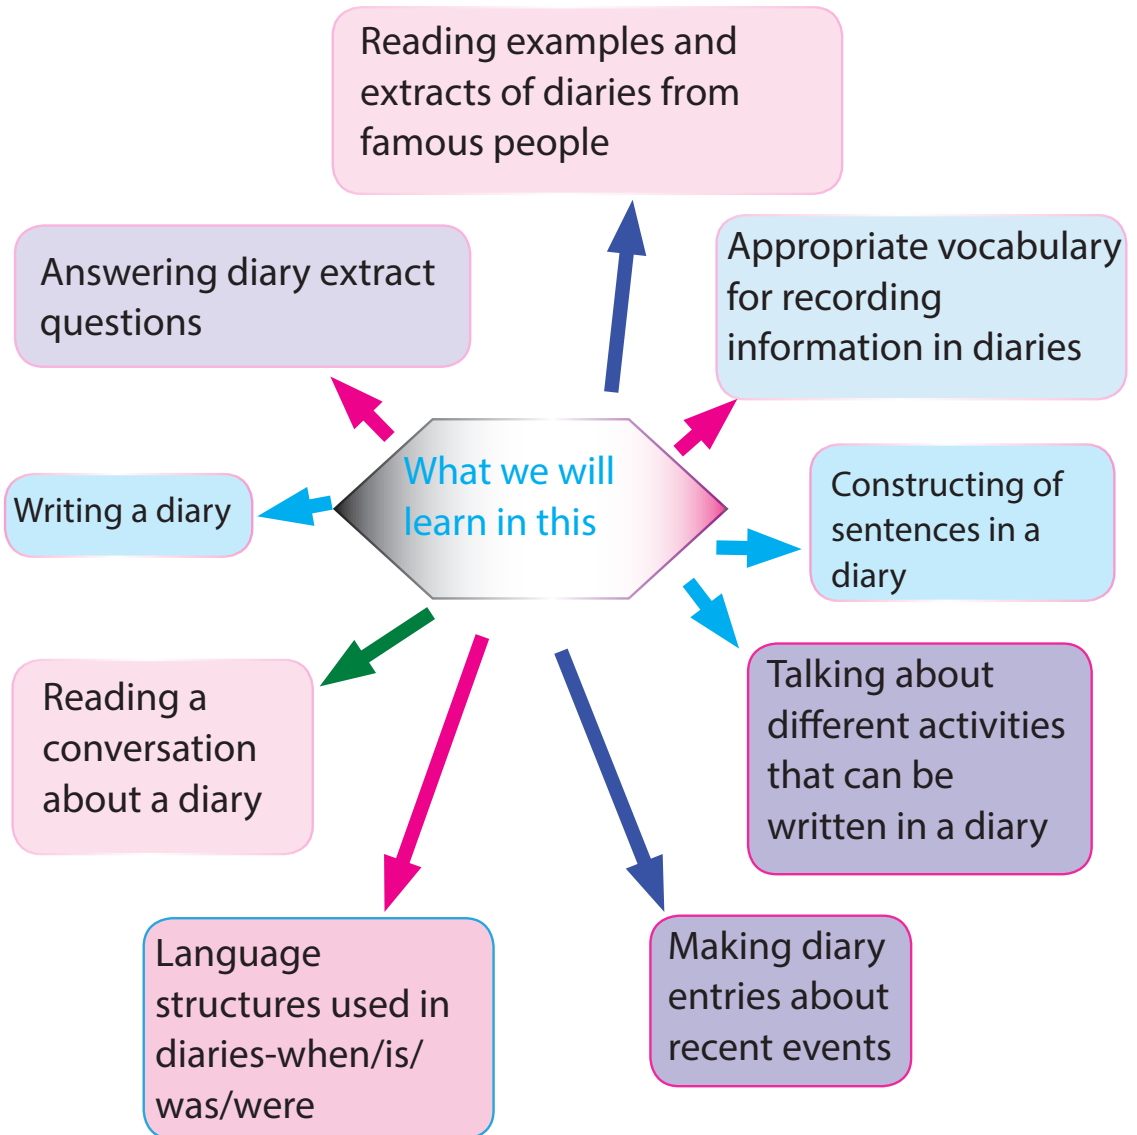 Reading examples and
extracts of diaries from
famous people
Answering diary extract
questions
Appropriate vocabulary
for recording
information in diaries
What we will
learn in this
Writing a diary
Constructing of
sentences in a
diary
Reading a
conversation
about a diary
Talking about
different activities
that can be
written in a diary
Language
structures used in
diaries-when/is/
was/were
Making diary
entries about
recent events